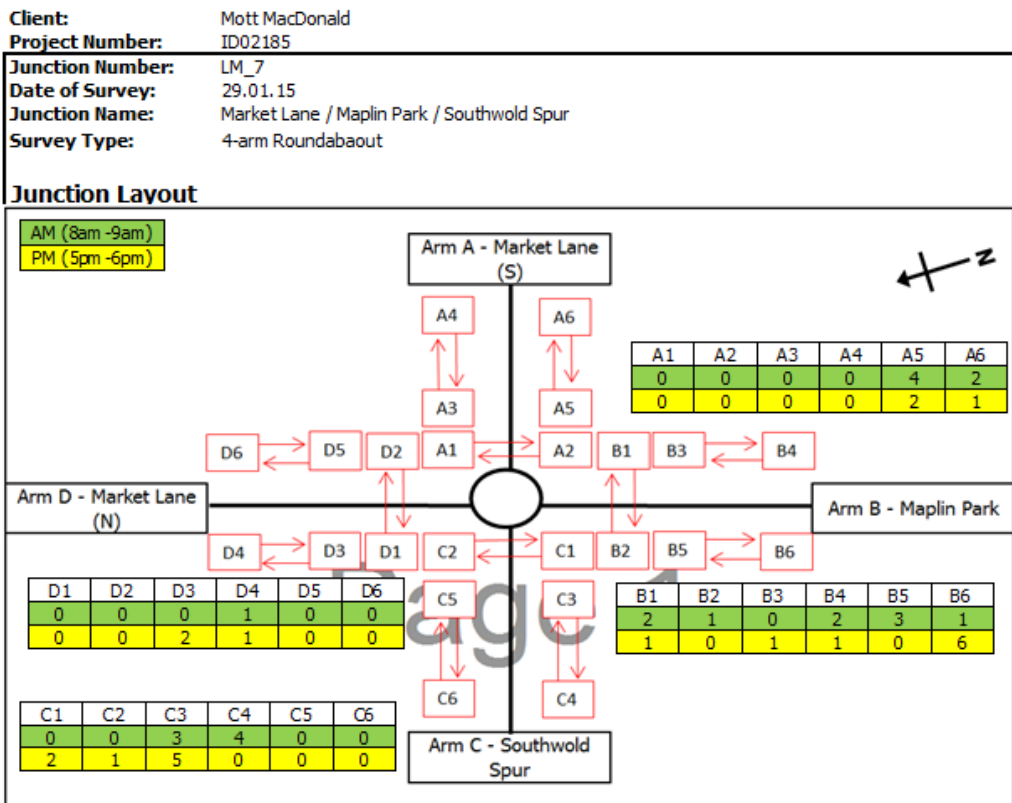 Client: Mott MacDonald
Project Number: ID02185
Junction Number: LM_7
Date of Survey: 29.01.15
Junction Name: Market Lane / Maplin Park / Southwold Spur
Survey Type: 4-arm Roundabaout
Junction Layout
AM (8am -9am)
PM (5pm -6pm)
Arm A - Market Lane
(S)
N
A4 A6
A1 A2 A3 A4 A5 A6
0 0 0 0 4 2
0 0 0 0 2 1
A3 A5
D6 D5 D2 A1 A2 B1 B3 B4
Arm D - Market Lane
(N)
Arm B - Maplin Park
D4 D3 D1 C2 C1 B2 B5 B6
Page 1
D1 D2 D3 D4 D5 D6
0 0 0 1 0 0
0 0 2 1 0 0
C5 C3
B1 B2 B3 B4 B5 B6
2 1 0 2 3 1
1 0 1 1 0 6
C6 C4
C1 C2 C3 C4 C5 C6
0 0 3 4 0 0
2 1 5 0 0 0
Arm C - Southwold
Spur